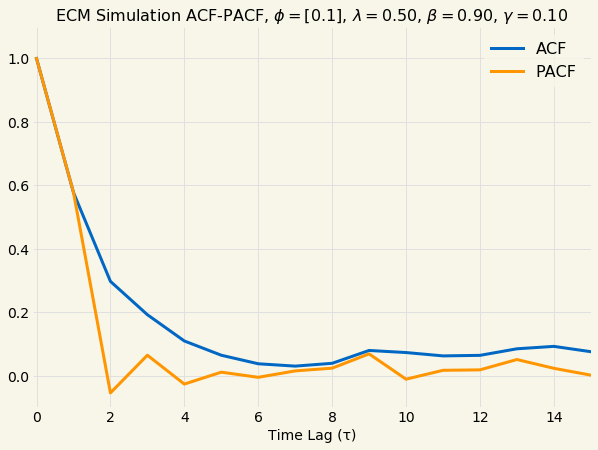 ECM Simulation ACF-PACF, ϕ = [0.1], λ = 0.50, β = 0.90, γ = 0.10
ACF
PACF
1.0
0.8
0.6
0.4
0.2
0.0
0 2 4 6 8 10 12 14
Time Lag (τ)